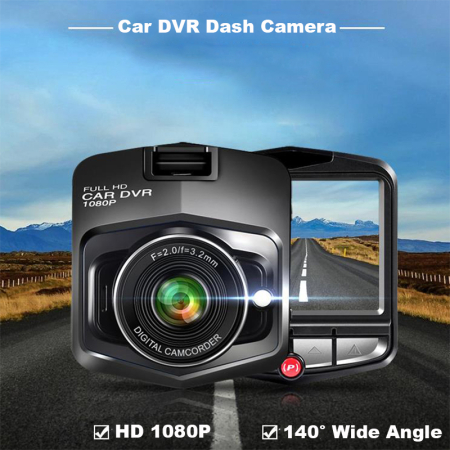 Car DVR Dash Camera
FULL HD
CAR DVR
1080P
F=2.0/f=3.2mm
DIGITAL CAMCORDER
P
HD 1080P
140° Wide Angle